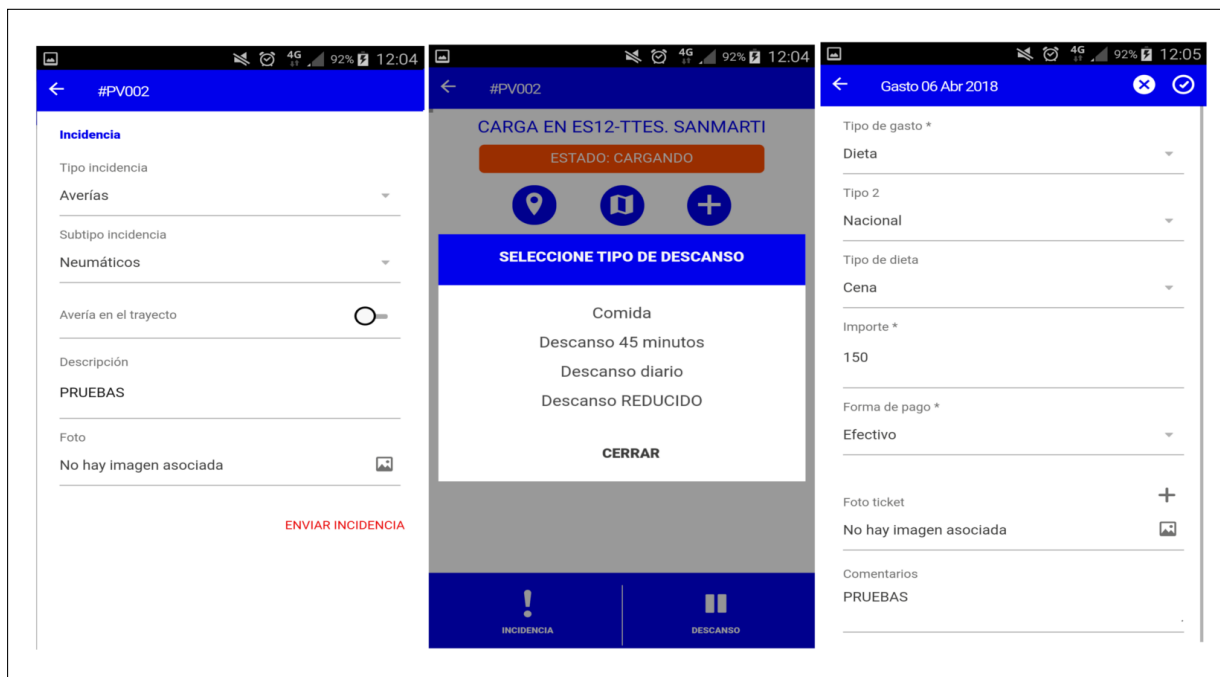 4G 92% 12:04
#PV002
Incidencia
Tipo incidencia
Averías
Subtipo incidencia
Neumáticos
Avería en el trayecto
Descripción
PRUEBAS
Foto
No hay imagen asociada
ENVIAR INCIDENCIA
4G 92% 12:04
#PV002
CARGA EN ES12-TTES. SANMARTI
ESTADO: CARGANDO
SELECCIONE TIPO DE DESCANSO
Comida
Descanso 45 minutos
Descanso diario
Descanso REDUCIDO
CERRAR
INCIDENCIA DESCANSO
4G 92% 12:05
Gasto 06 Abr 2018
Tipo de gasto *
Dieta
Tipo 2
Nacional
Tipo de dieta
Cena
Importe *
150
Forma de pago *
Efectivo
Foto ticket
No hay imagen asociada
Comentarios
PRUEBAS